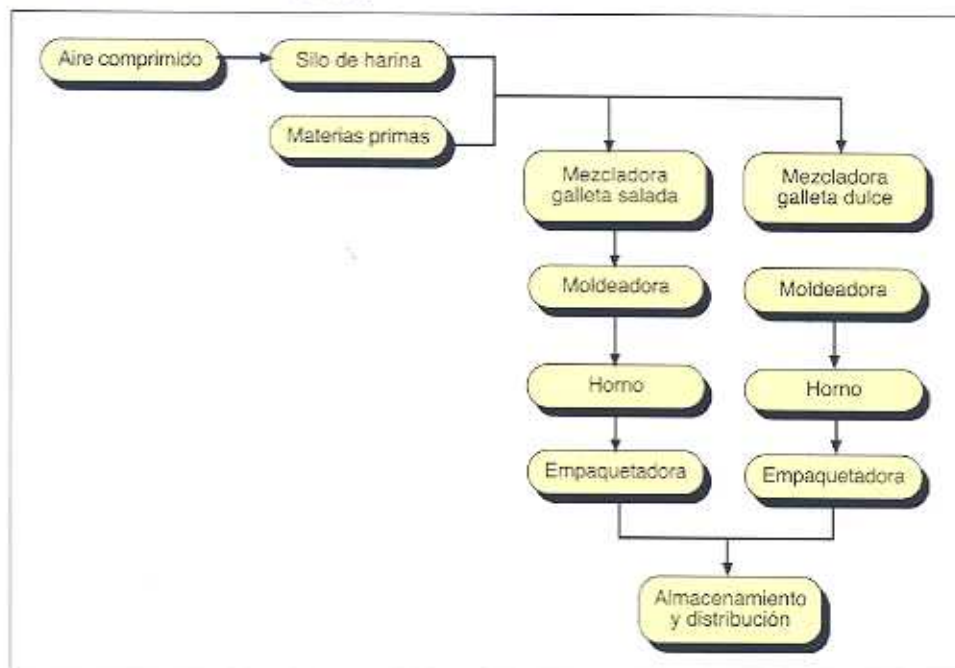 Aire comprimido
Silo de harina
Materias primas
Mezcladora
galleta salada
Mezcladora
galleta dulce
Moldeadora
Moldeadora
Horno
Horno
Empaquetadora
Empaquetadora
Almacenamiento
y distribución